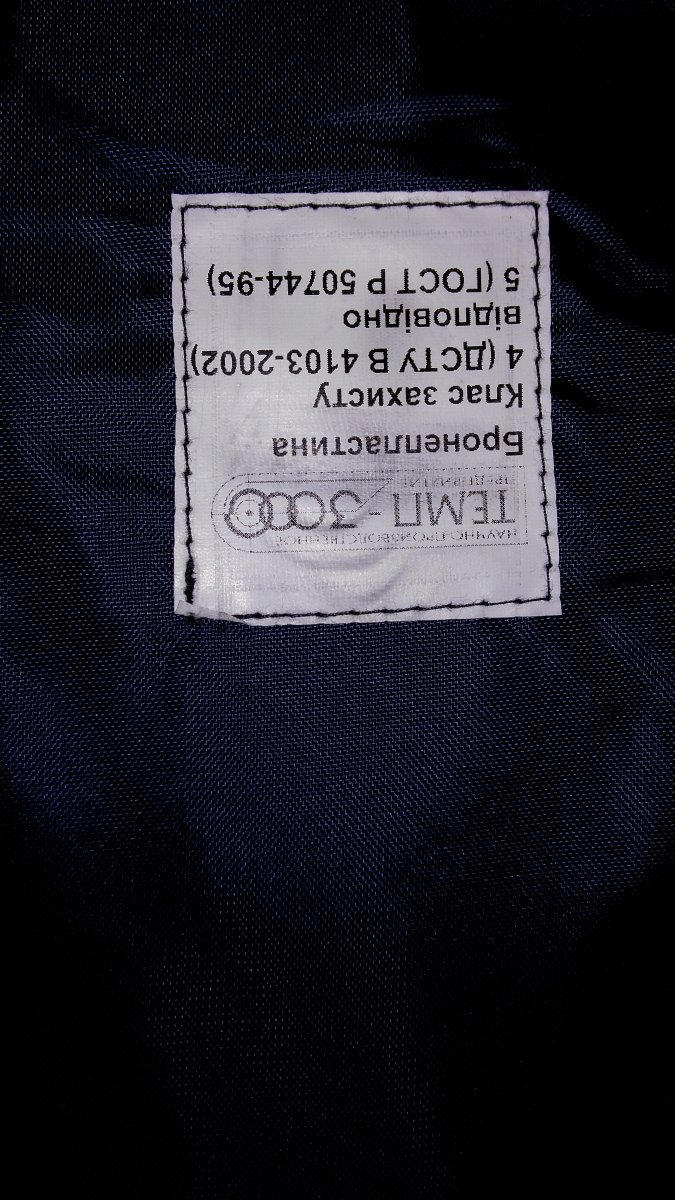 НАУЧНО-ПРОИЗВОДСТВЕННОЕ
ТЕМП-3000
ПРЕДПРИЯТИЕ
Бронепластина
Клас захисту
4 (ДСТУ В 4103-2002)
відповідно
5 (ГОСТ Р 50744-95)